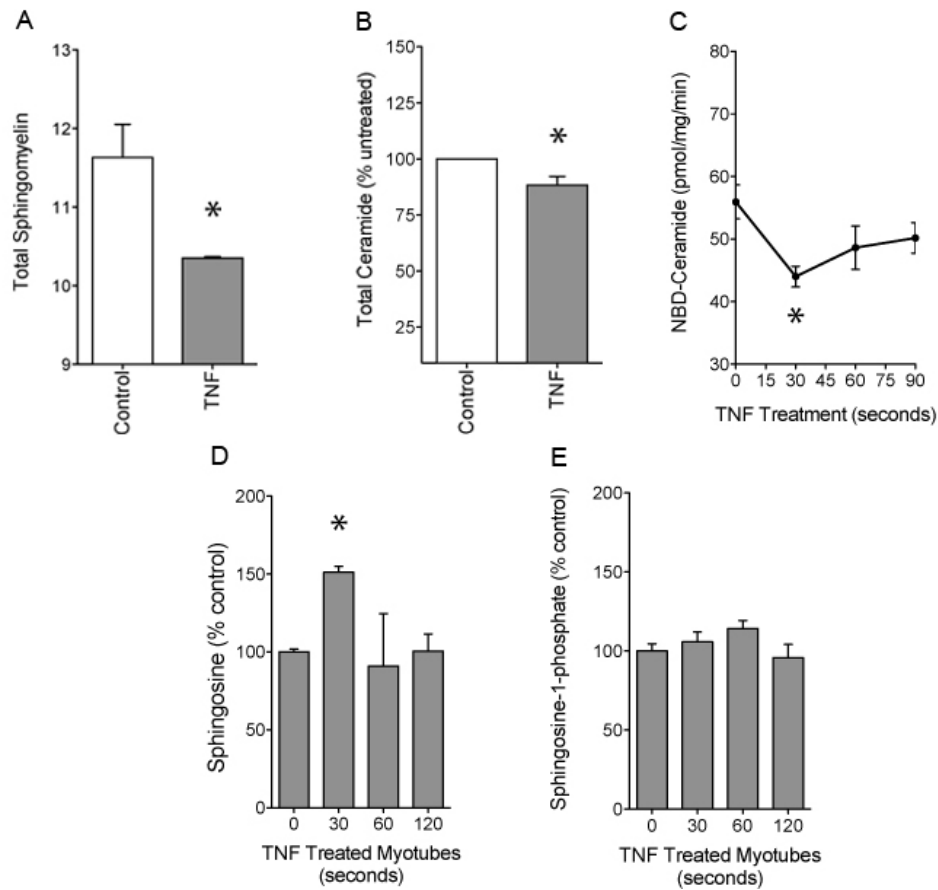 A
Total Sphingomyelin
13
12
11
10
9
*
Control
TNF
B
Total Ceramide (% untreated)
150
125
100
75
50
25
*
Control
TNF
C
NBD-Ceramide (pmol/mg/min)
80
70
60
50
40
30
*
0 15 30 45 60 75 90
TNF Treatment (seconds)
D
Sphingosine (% control)
200
150
100
50
0
*
0 30 60 120
TNF Treated Myotubes
(seconds)
E
Sphingosine-1-phosphate (% control)
200
150
100
50
0
0 30 60 120
TNF Treated Myotubes
(seconds)